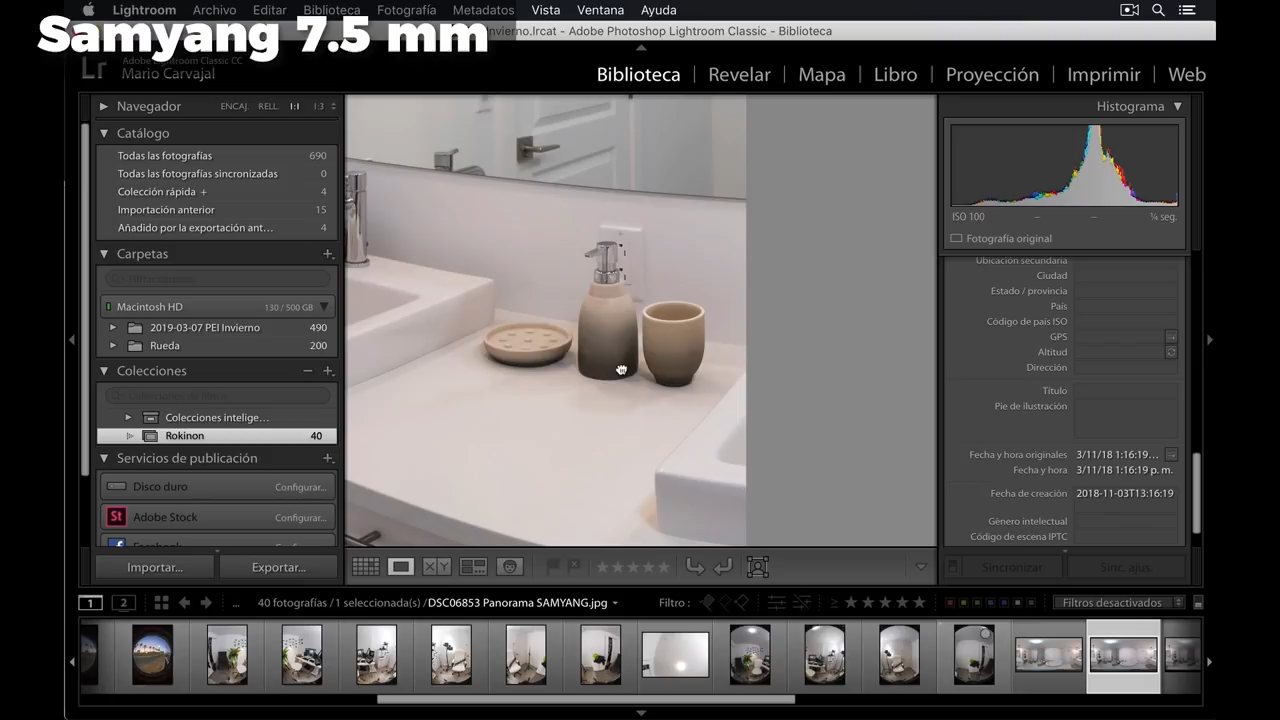 Lightroom Archivo Editar Biblioteca Fotografía Metadatos Vista Ventana Ayuda
Samyang 7.5 mm
nvierno.lrcat - Adobe Photoshop Lightroom Classic - Biblioteca
Lr Adobe Lightroom Classic CC
Mario Carvajal
Biblioteca | Revelar | Mapa | Libro | Proyección | Imprimir | Web
Navegador ENCAJ. RELL. 1:1 1:3
Catálogo
Todas las fotografías 690
Todas las fotografías sincronizadas 0
Colección rápida + 4
Importación anterior 15
Añadido por la exportación ant... 4
Carpetas
Macintosh HD 130 / 500 GB
2019-03-07 PEI Invierno 490
Rueda 200
Colecciones
Colecciones intelige...
Rokinon 40
Servicios de publicación
Disco duro Configurar...
St Adobe Stock Configurar...
Importar... Exportar...
Histograma
ISO 100 – – ¼ seg.
Fotografía original
Ubicación secundaria
Ciudad
Estado / provincia
País
Código de país ISO
GPS
Altitud
Dirección
Título
Pie de ilustración
Fecha y hora originales 3/11/18 1:16:19...
Fecha y hora 3/11/18 1:16:19 p. m.
Fecha de creación 2018-11-03T13:16:19
Género intelectual
Código de escena IPTC
Sincronizar Sinc. ajus.
1 2 ... 40 fotografías / 1 seleccionada(s) / DSC06853 Panorama SAMYANG.jpg Filtro: Filtros desactivados